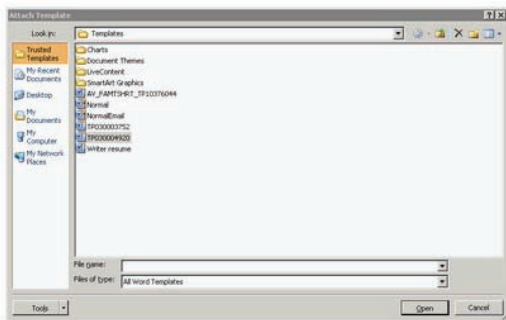 Attach Template
Look in: Templates
Trusted Templates
My Recent Documents
Desktop
My Documents
My Computer
My Network Places
Charts
Document Themes
LiveContent
SmartArt Graphics
AV_FAMTSHRT_TP10376044
Normal
NormalEmail
TP030003752
TP030004920
Writer resume
File name:
Files of type: All Word Templates
Tools
Open
Cancel